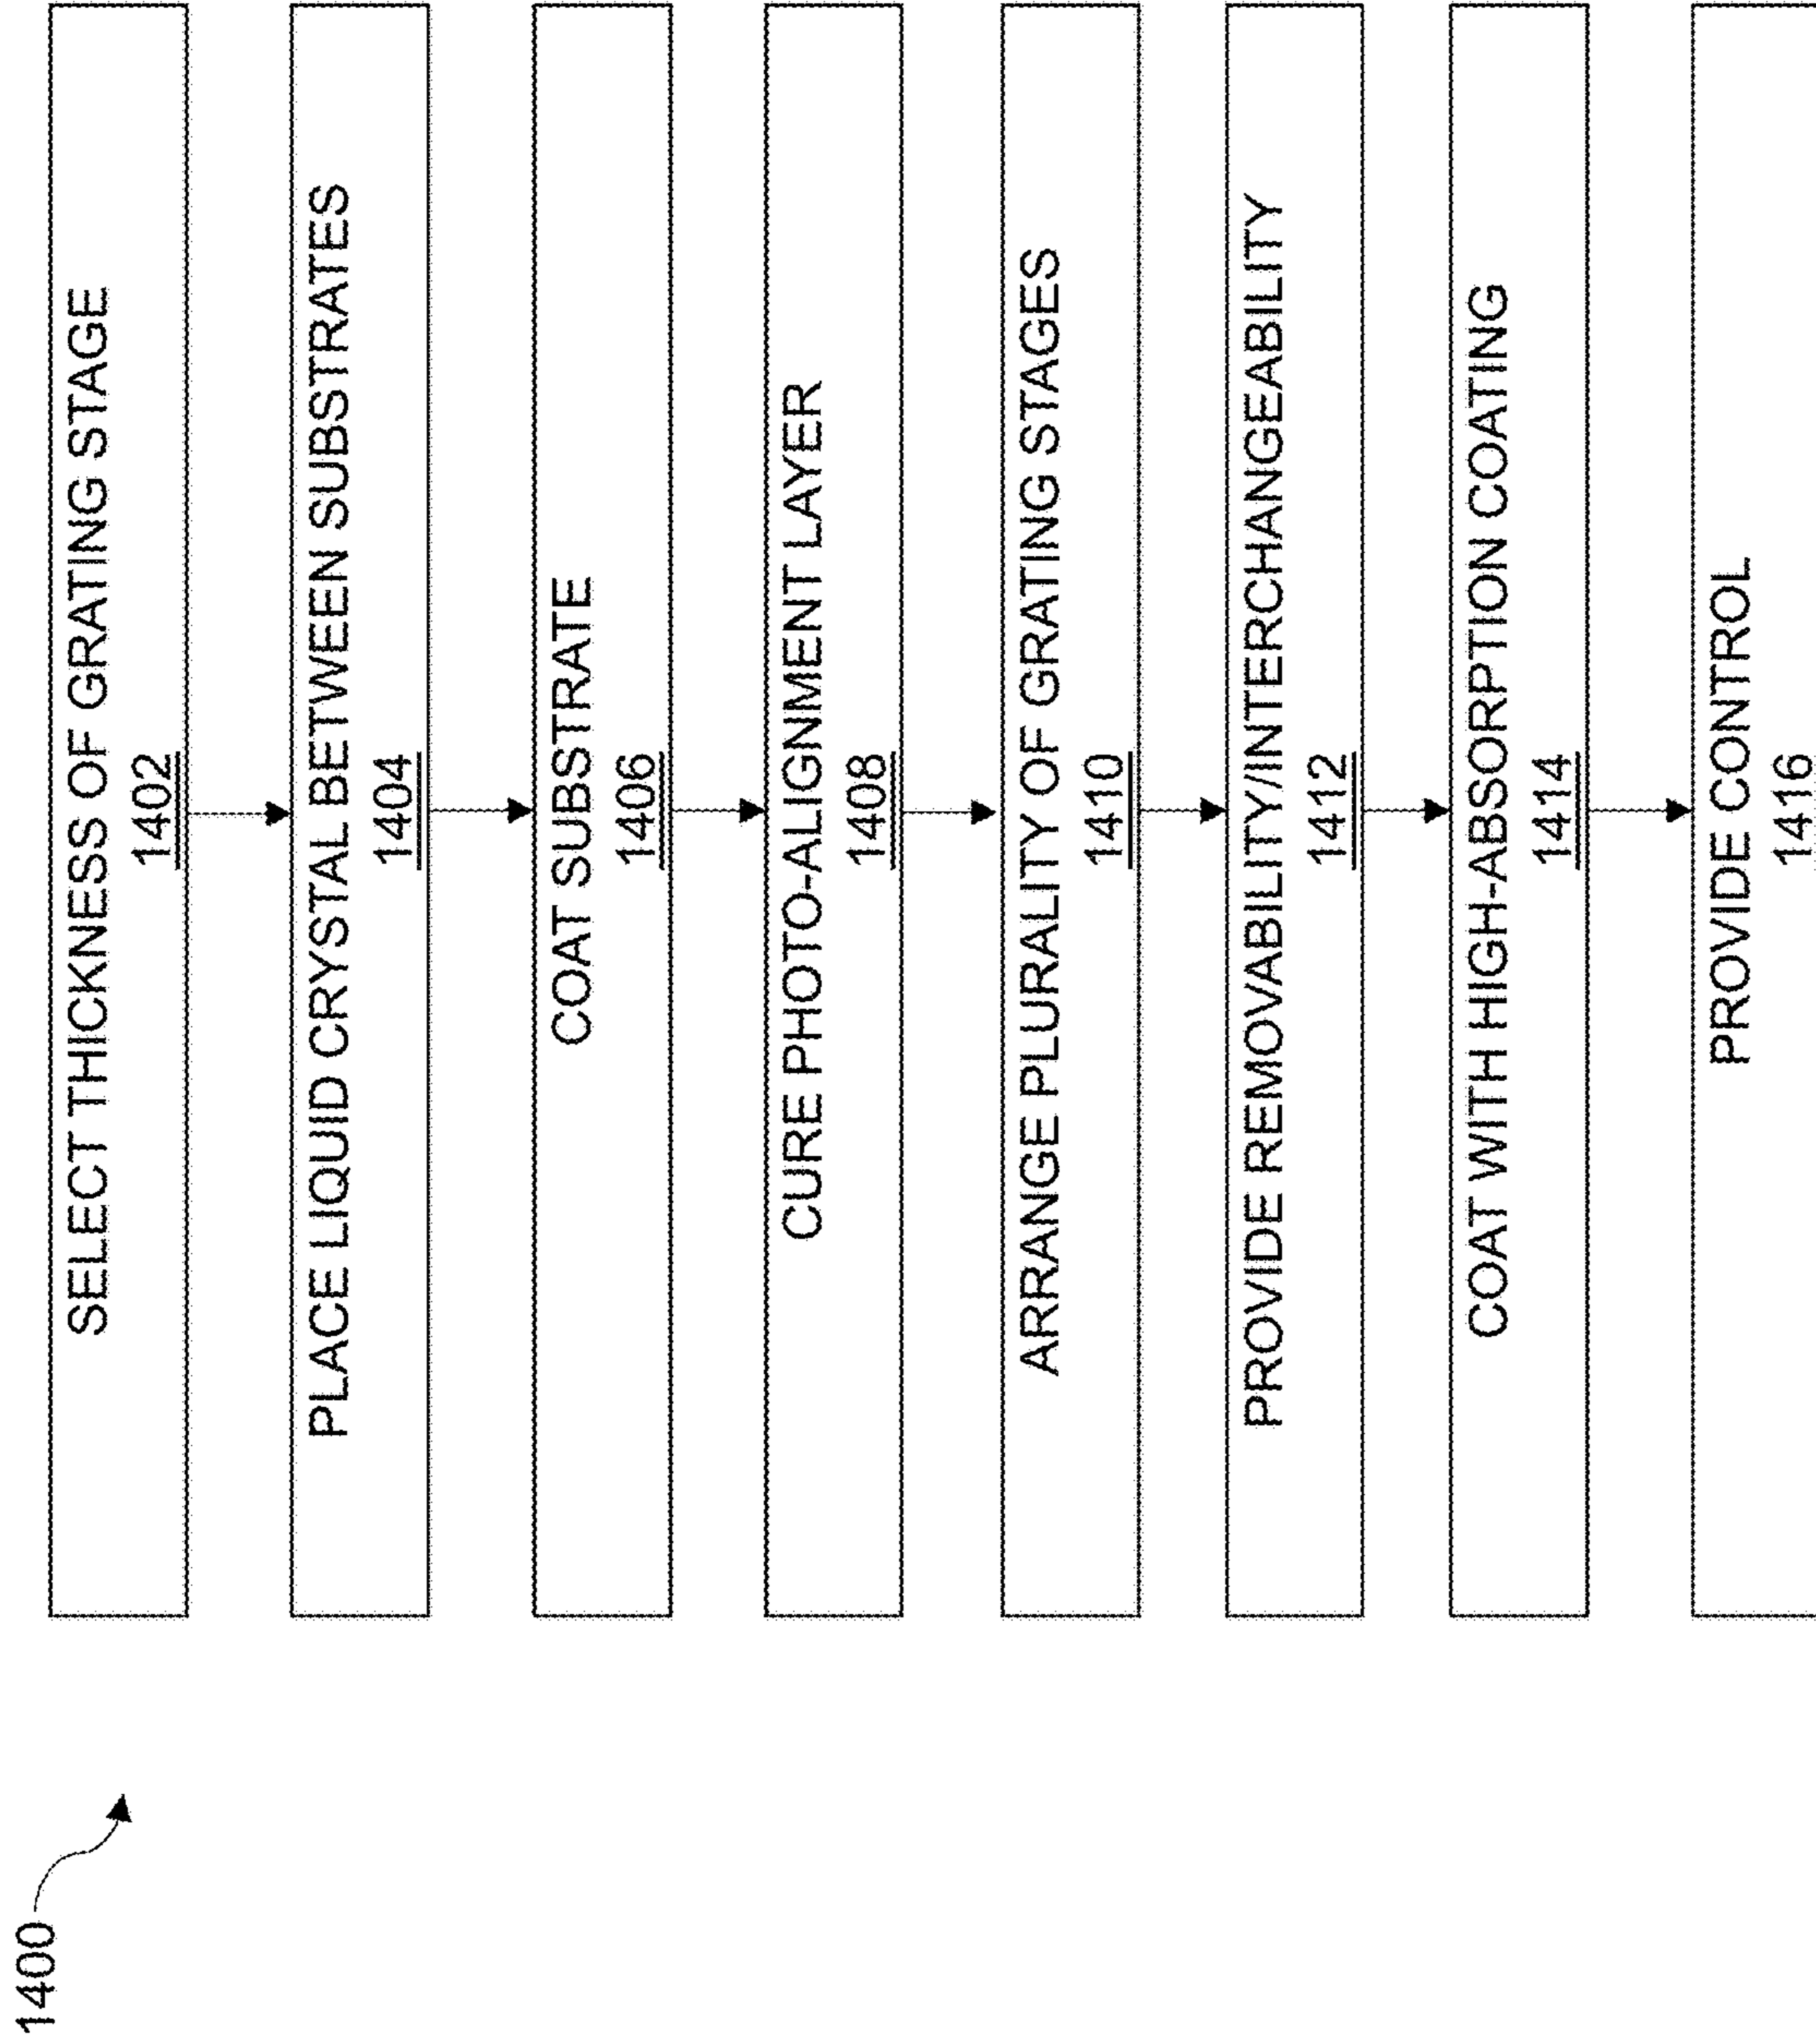 1400
SELECT THICKNESS OF GRATING STAGE
1402
PLACE LIQUID CRYSTAL BETWEEN SUBSTRATES
1404
COAT SUBSTRATE
1406
CURE PHOTO-ALIGNMENT LAYER
1408
ARRANGE PLURALITY OF GRATING STAGES
1410
PROVIDE REMOVABILITY/INTERCHANGEABILITY
1412
COAT WITH HIGH-ABSORPTION COATING
1414
PROVIDE CONTROL
1416